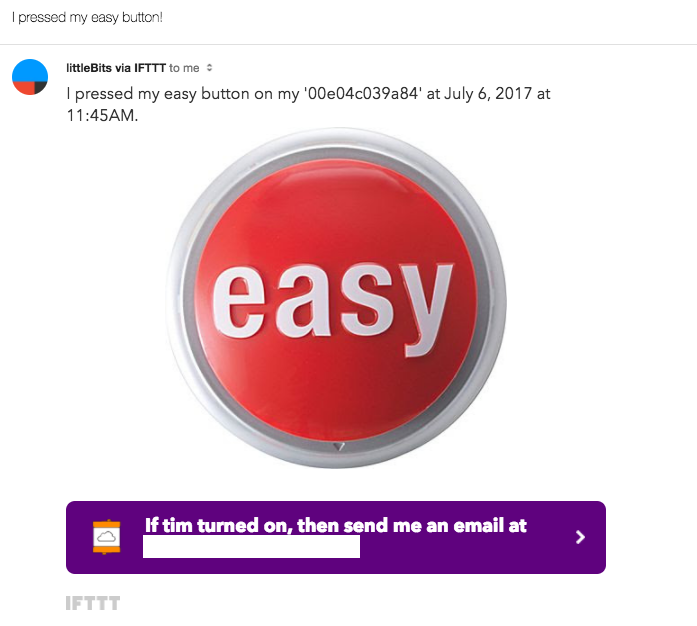 I pressed my easy button!
littleBits via IFTTT to me
I pressed my easy button on my '00e04c039a84' at July 6, 2017 at
11:45AM.
easy
If tim turned on, then send me an email at
IFTTT